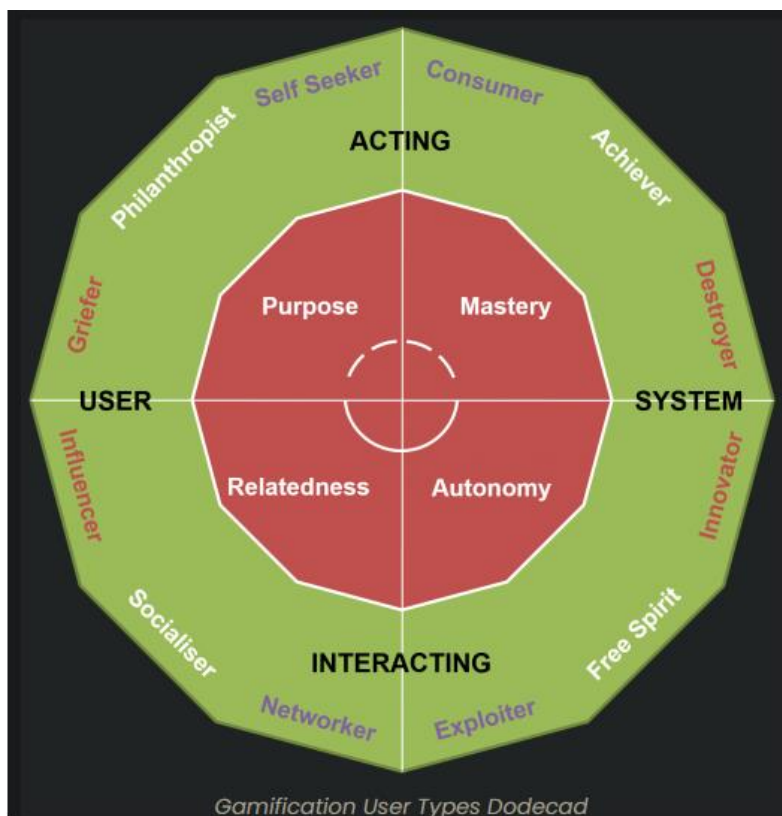 Self Seeker
Consumer
Philanthropist
ACTING
Achiever
Griefer
Purpose
Mastery
Destroyer
USER
SYSTEM
Influencer
Relatedness
Autonomy
Innovator
Socialiser
INTERACTING
Free Spirit
Networker
Exploiter
Gamification User Types Dodecad